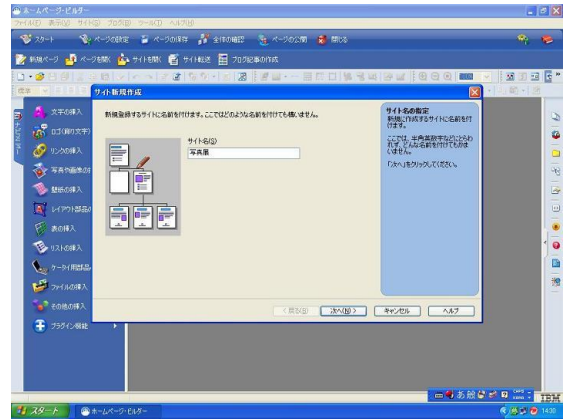 ホームページ・ビルダー
ファイル(F) 表示(V) サイト(S) ブログ(B) ツール(T) ヘルプ(H)
スタート ページの設定 ページの保存 全体の確認 ページの公開 閉じる
新規ページ ページを開く サイトを開く サイト転送 ブログ記事の作成
標準
文字の挿入
ロゴ(飾り文字)
リンクの挿入
写真や画像の
壁紙の挿入
レイアウト部品の
表の挿入
リストの挿入
ケータイ用部品
ファイルの挿入
その他の挿入
プラグイン機能
サイト新規作成
新規登録するサイトに名前を付けます。ここではどのような名前を付けても構いません。
サイト名(S)
写真展
サイト名の指定
新規に作成するサイトに名前を付けます。
ここでは、半角英数字などにとらわれず、どんな名前を付けてもかまいません。
「次へ」をクリックしてください。
< 戻る(B) 次へ(N) > キャンセル ヘルプ
あ 般
CAPS
KANA
IBM
スタート ホームページ・ビルダー 14:30